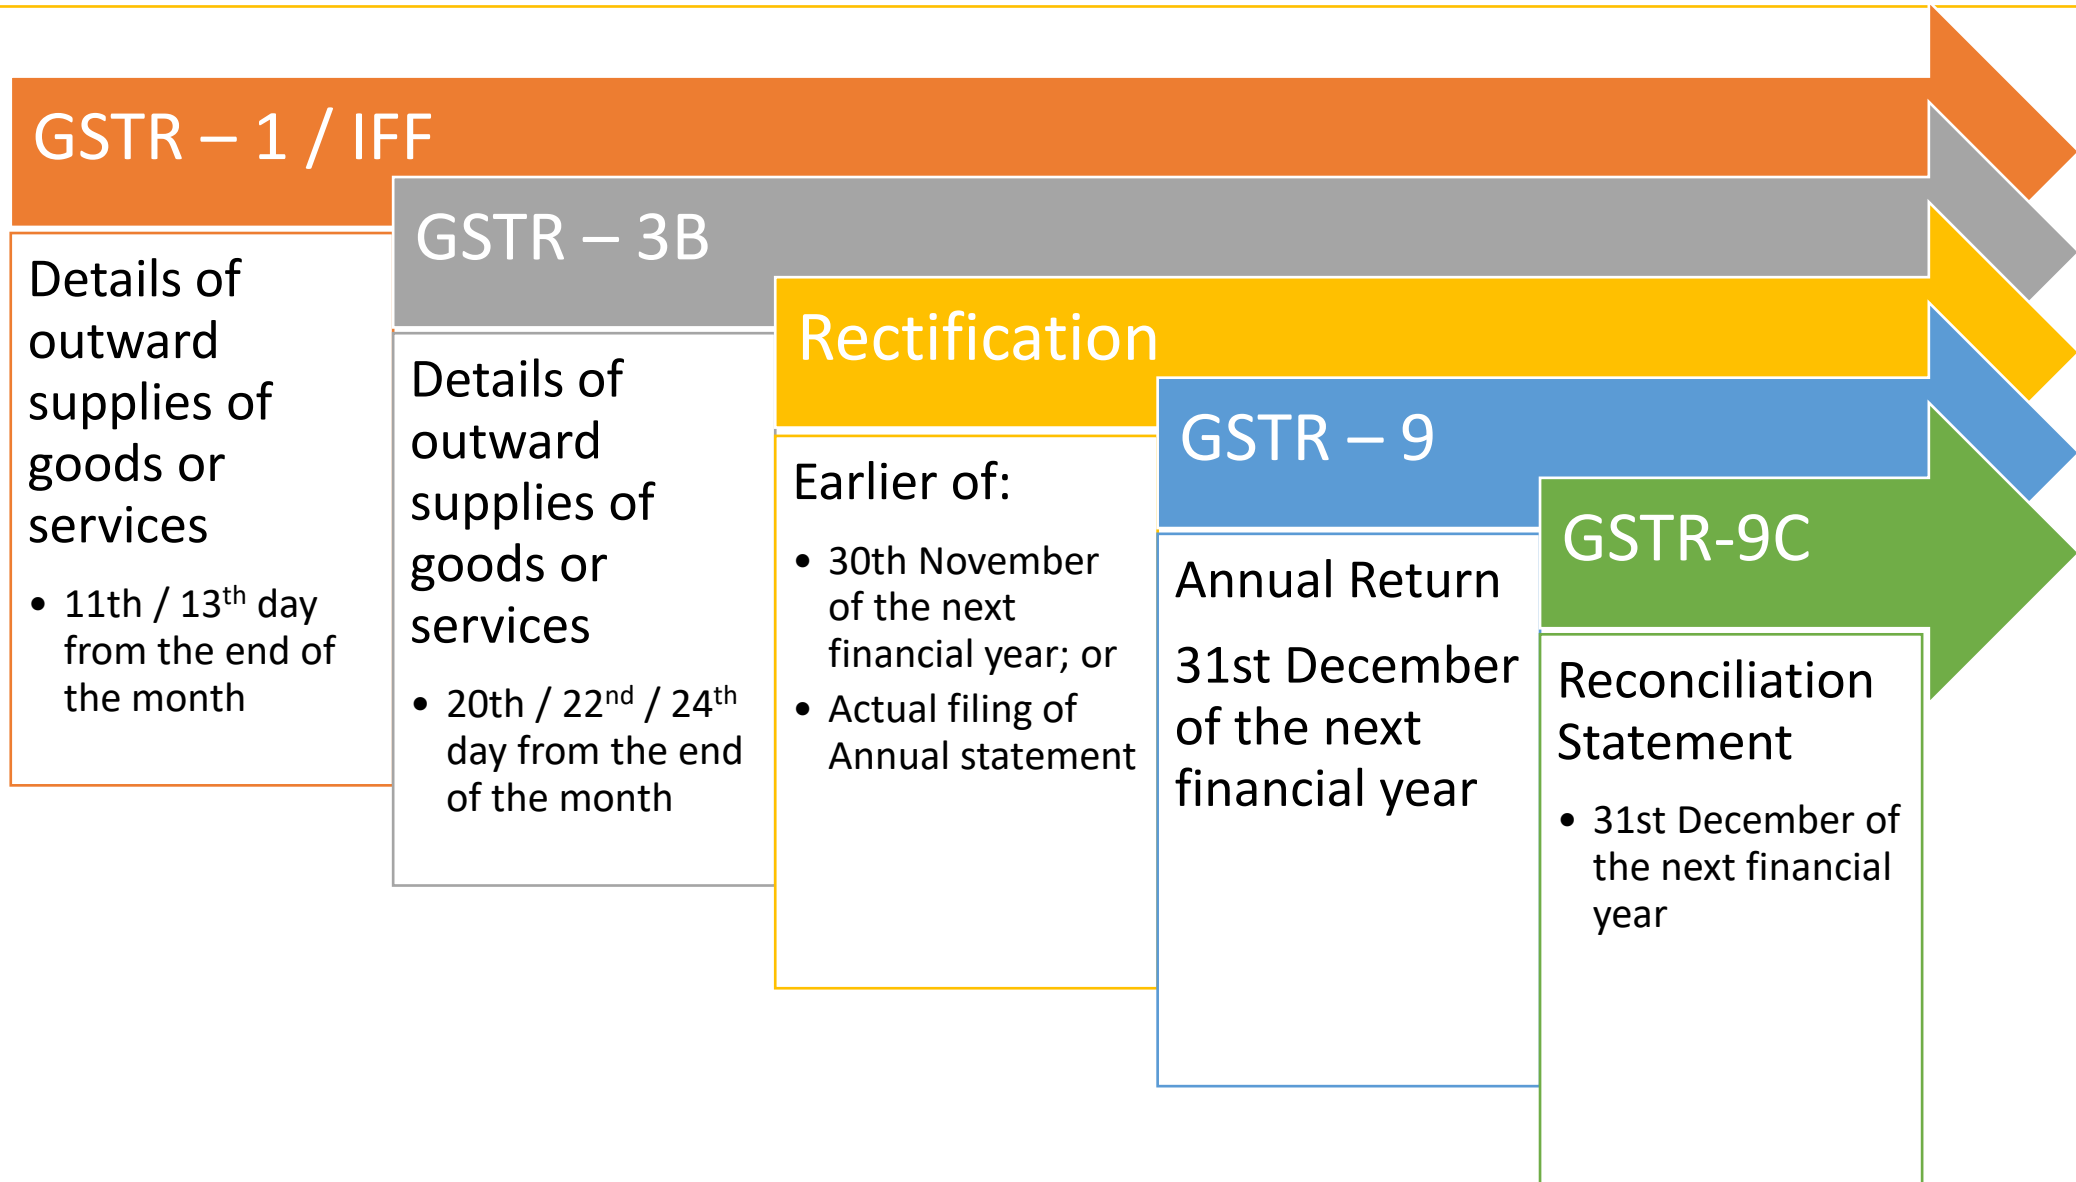 GSTR – 1 / IFF
Details of
outward
supplies of
goods or
services
• 11th / 13th day
from the end of
the month
GSTR – 3B
Details of
outward
supplies of
goods or
services
• 20th / 22nd / 24th
day from the end
of the month
Rectification
Earlier of:
• 30th November
of the next
financial year; or
• Actual filing of
Annual statement
GSTR – 9
Annual Return
31st December
of the next
financial year
GSTR-9C
Reconciliation
Statement
• 31st December of
the next financial
year